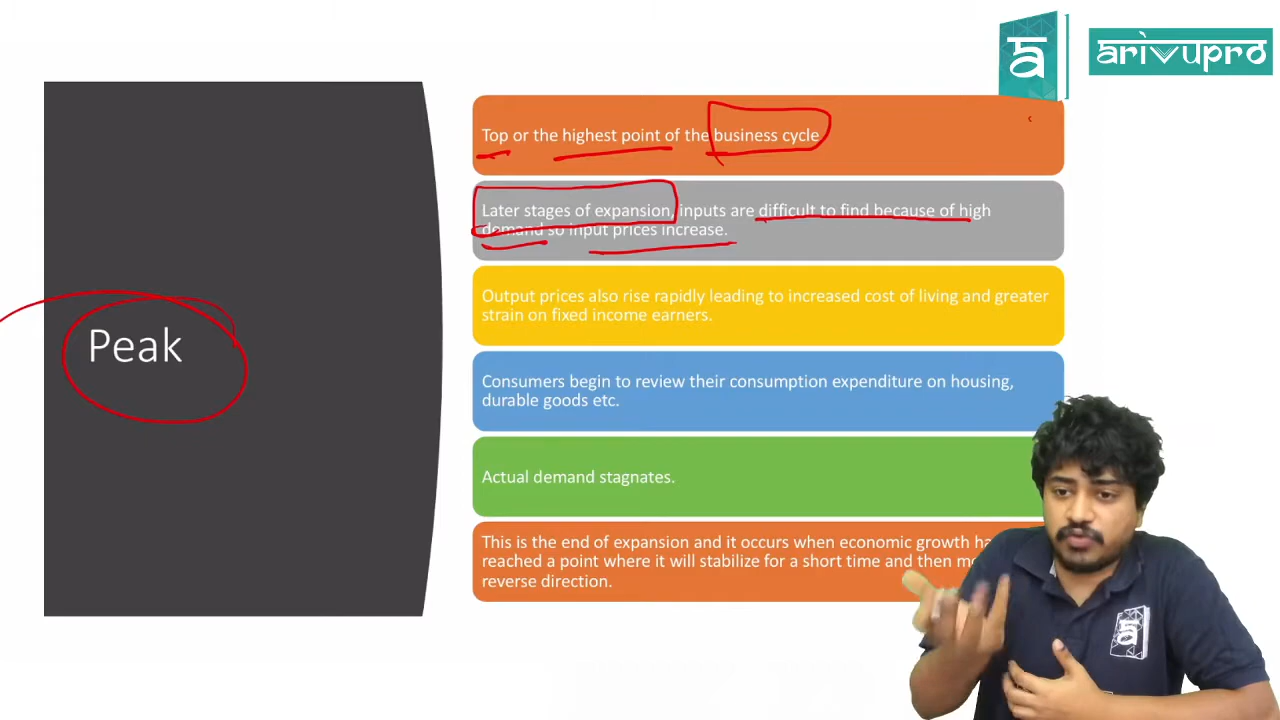 arivupro
Peak
Top or the highest point of the business cycle
Later stages of expansion, inputs are difficult to find because of high
demand so input prices increase.
Output prices also rise rapidly leading to increased cost of living and greater
strain on fixed income earners.
Consumers begin to review their consumption expenditure on housing,
durable goods etc.
Actual demand stagnates.
This is the end of expansion and it occurs when economic growth
reached a point where it will stabilize for a short time and then
reverse direction.